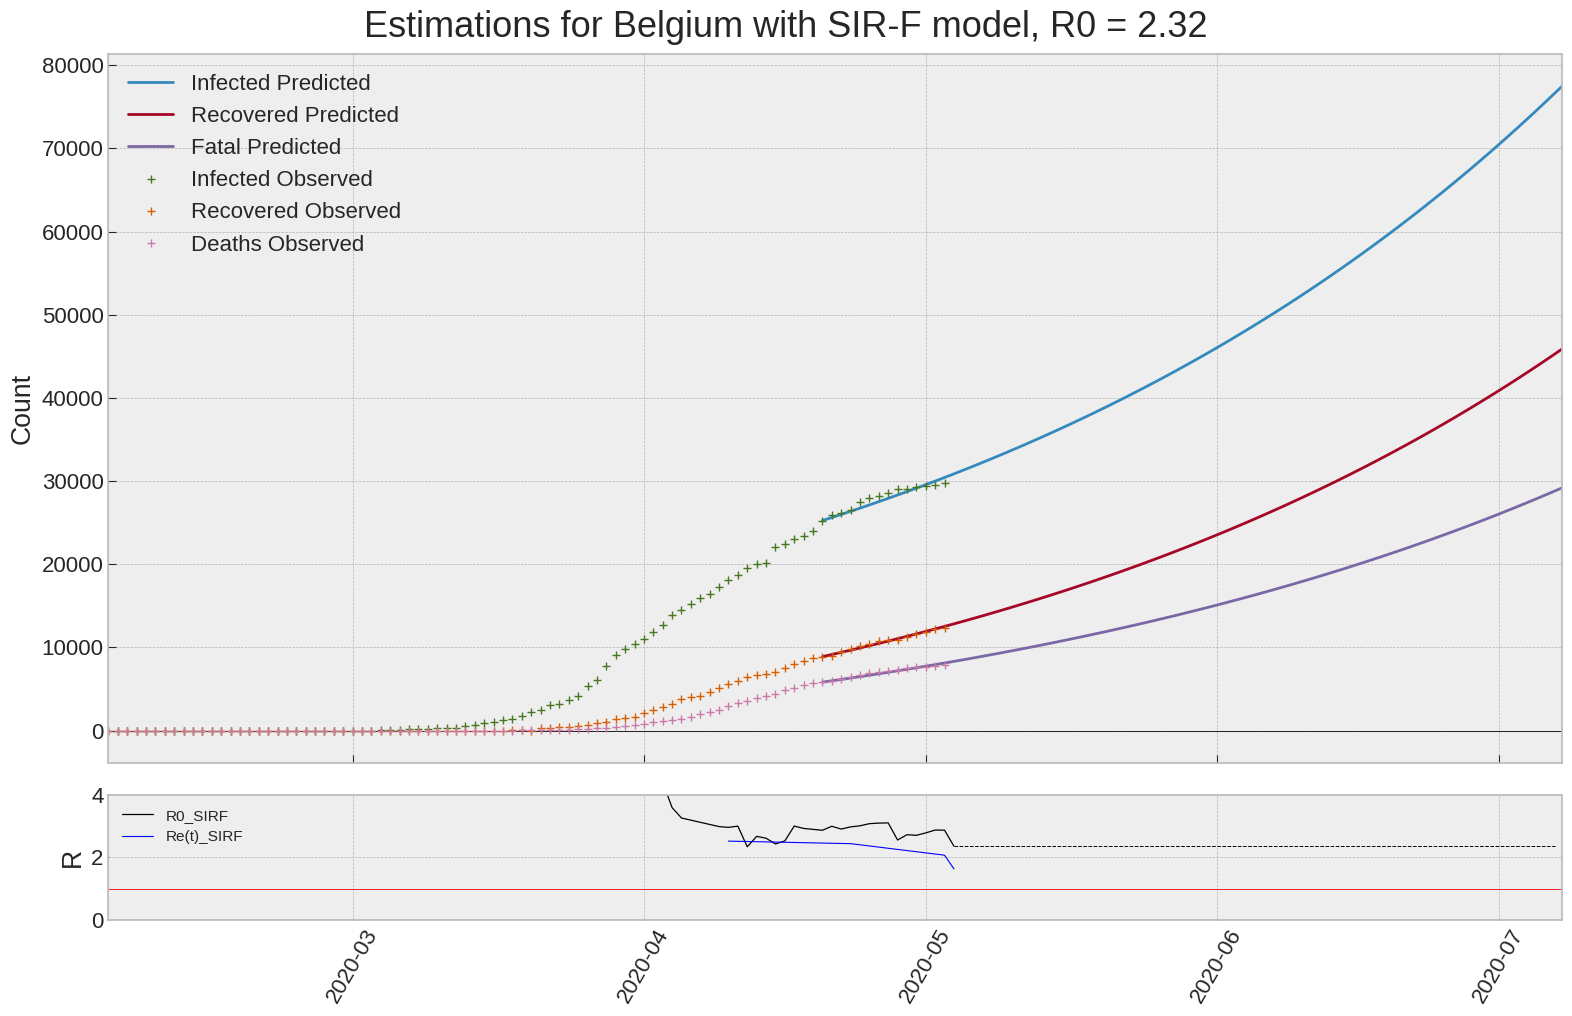 Estimations for Belgium with SIR-F model, R0 = 2.32
80000
70000
60000
50000
40000
30000
20000
10000
0
Count
Infected Predicted
Recovered Predicted
Fatal Predicted
Infected Observed
Recovered Observed
Deaths Observed
4
2
0
R
R0_SIRF
Re(t)_SIRF
2020-03
2020-04
2020-05
2020-06
2020-07